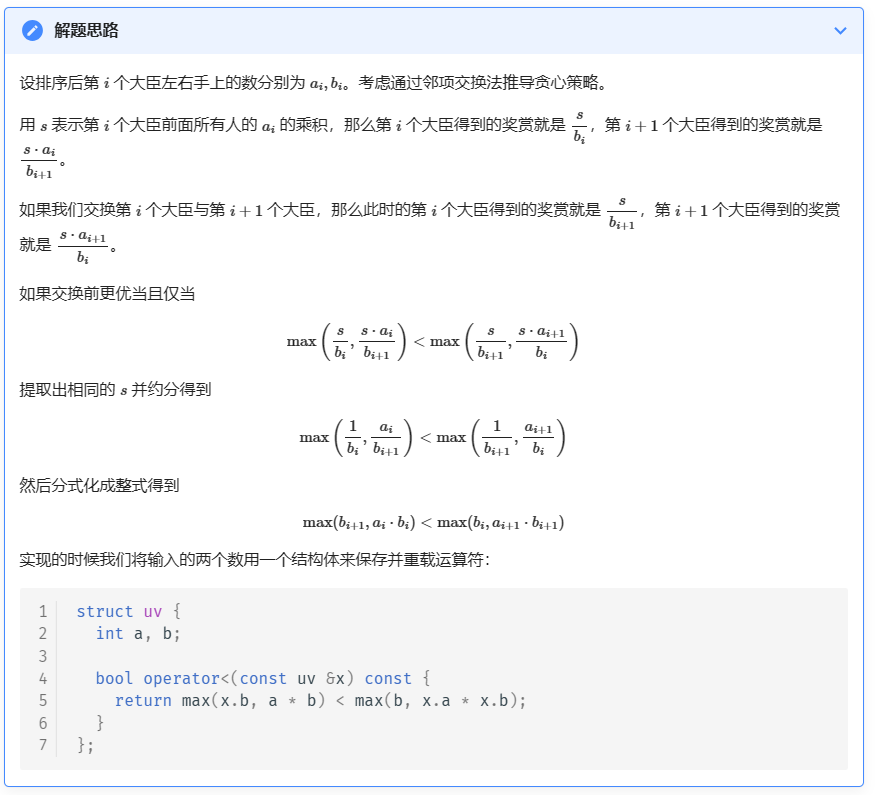 解题思路
设排序后第 i 个大臣左右手上的数分别为 a_i, b_i。考虑通过邻项交换法推导贪心策略。
用 s 表示第 i 个大臣前面所有人的 a_i 的乘积，那么第 i 个大臣得到的奖赏就是 \frac{s}{b_i}，第 i + 1 个大臣得到的奖赏就是
\frac{s \cdot a_i}{b_{i+1}}。
如果我们交换第 i 个大臣与第 i + 1 个大臣，那么此时的第 i 个大臣得到的奖赏就是 \frac{s}{b_{i+1}}，第 i + 1 个大臣得到的奖赏
就是 \frac{s \cdot a_{i+1}}{b_i}。
如果交换前更优当且仅当
\max\left(\frac{s}{b_i}, \frac{s \cdot a_i}{b_{i+1}}\right) < \max\left(\frac{s}{b_{i+1}}, \frac{s \cdot a_{i+1}}{b_i}\right)
提取出相同的 s 并约分得到
\max\left(\frac{1}{b_i}, \frac{a_i}{b_{i+1}}\right) < \max\left(\frac{1}{b_{i+1}}, \frac{a_{i+1}}{b_i}\right)
然后分式化成整式得到
\max(b_{i+1}, a_i \cdot b_i) < \max(b_i, a_{i+1} \cdot b_{i+1})
实现的时候我们将输入的两个数用一个结构体来保存并重载运算符：
1 struct uv {
2   int a, b;
3
4   bool operator<(const uv &x) const {
5     return max(x.b, a * b) < max(b, x.a * x.b);
6   }
7 };